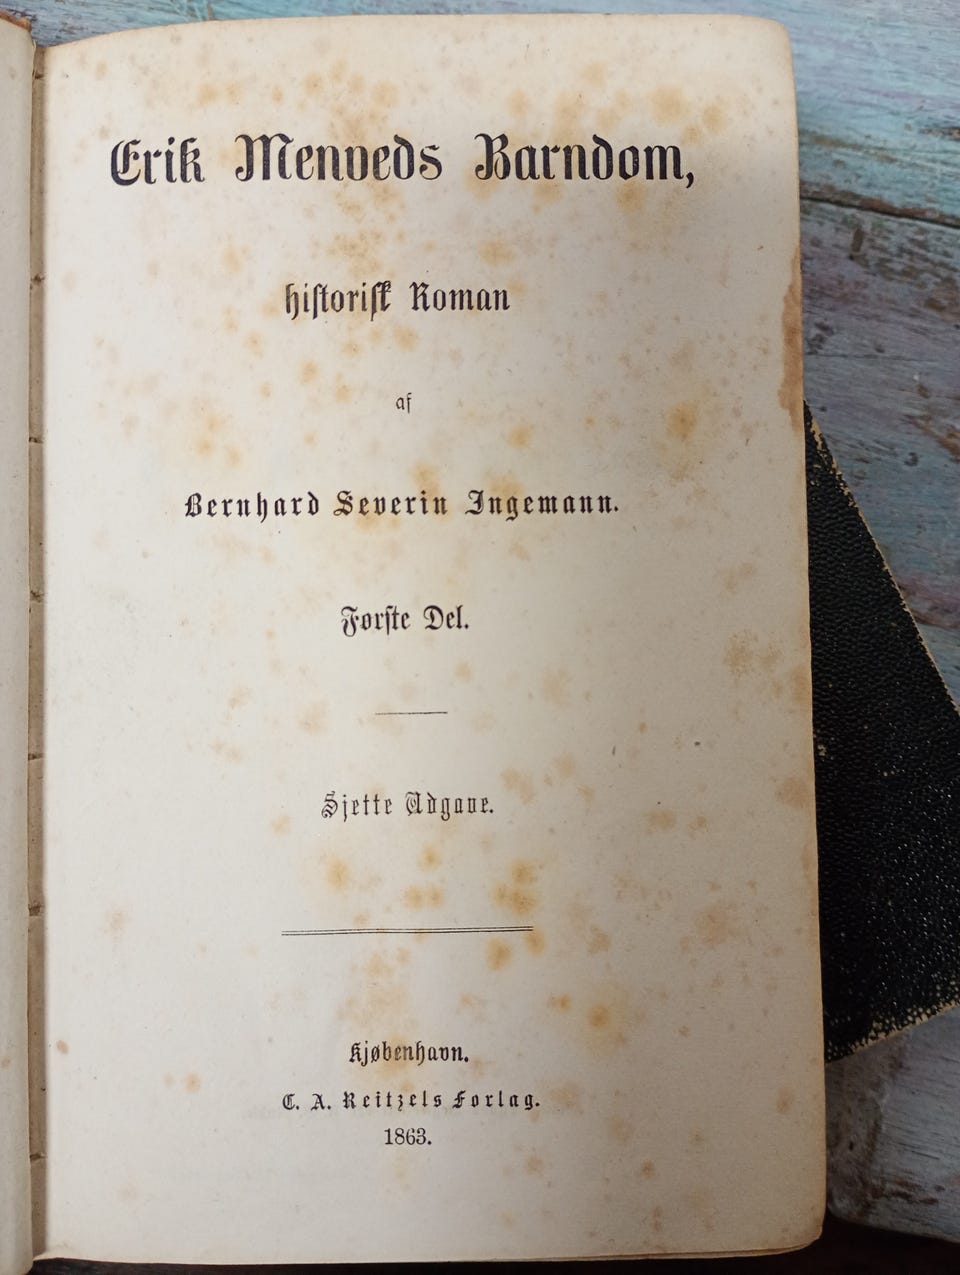 Erik Menveds Barndom,
historisk Roman
af
Bernhard Severin Ingemann.
Første Del.
Sjette Udgave.
Kjøbenhavn.
C. A. Reitzels Forlag.
1863.